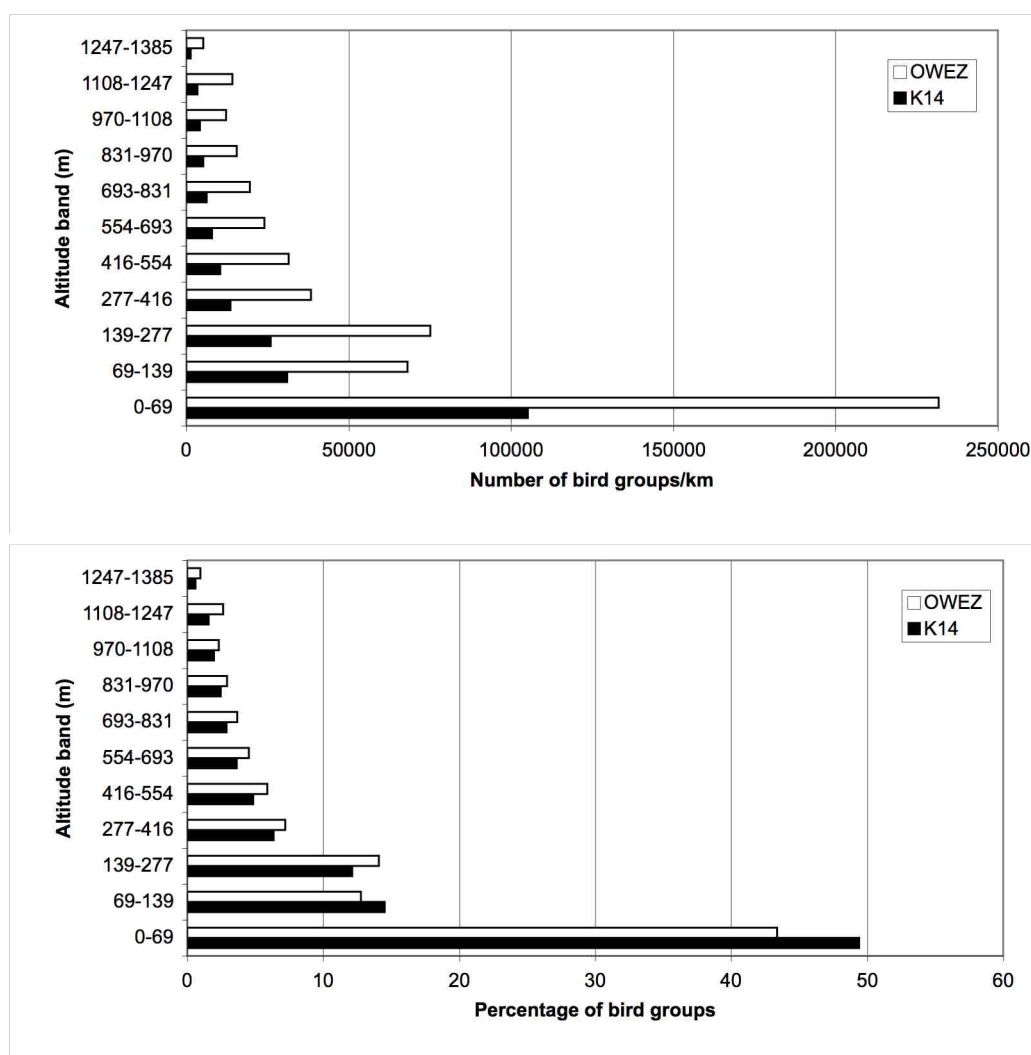 1247-1385
1108-1247
970-1108
831-970
693-831
554-693
416-554
277-416
139-277
69-139
0-69
Altitude band (m)
OWEZ
K14
0 50000 100000 150000 200000 250000
Number of bird groups/km
1247-1385
1108-1247
970-1108
831-970
693-831
554-693
416-554
277-416
139-277
69-139
0-69
Altitude band (m)
OWEZ
K14
0 10 20 30 40 50 60
Percentage of bird groups